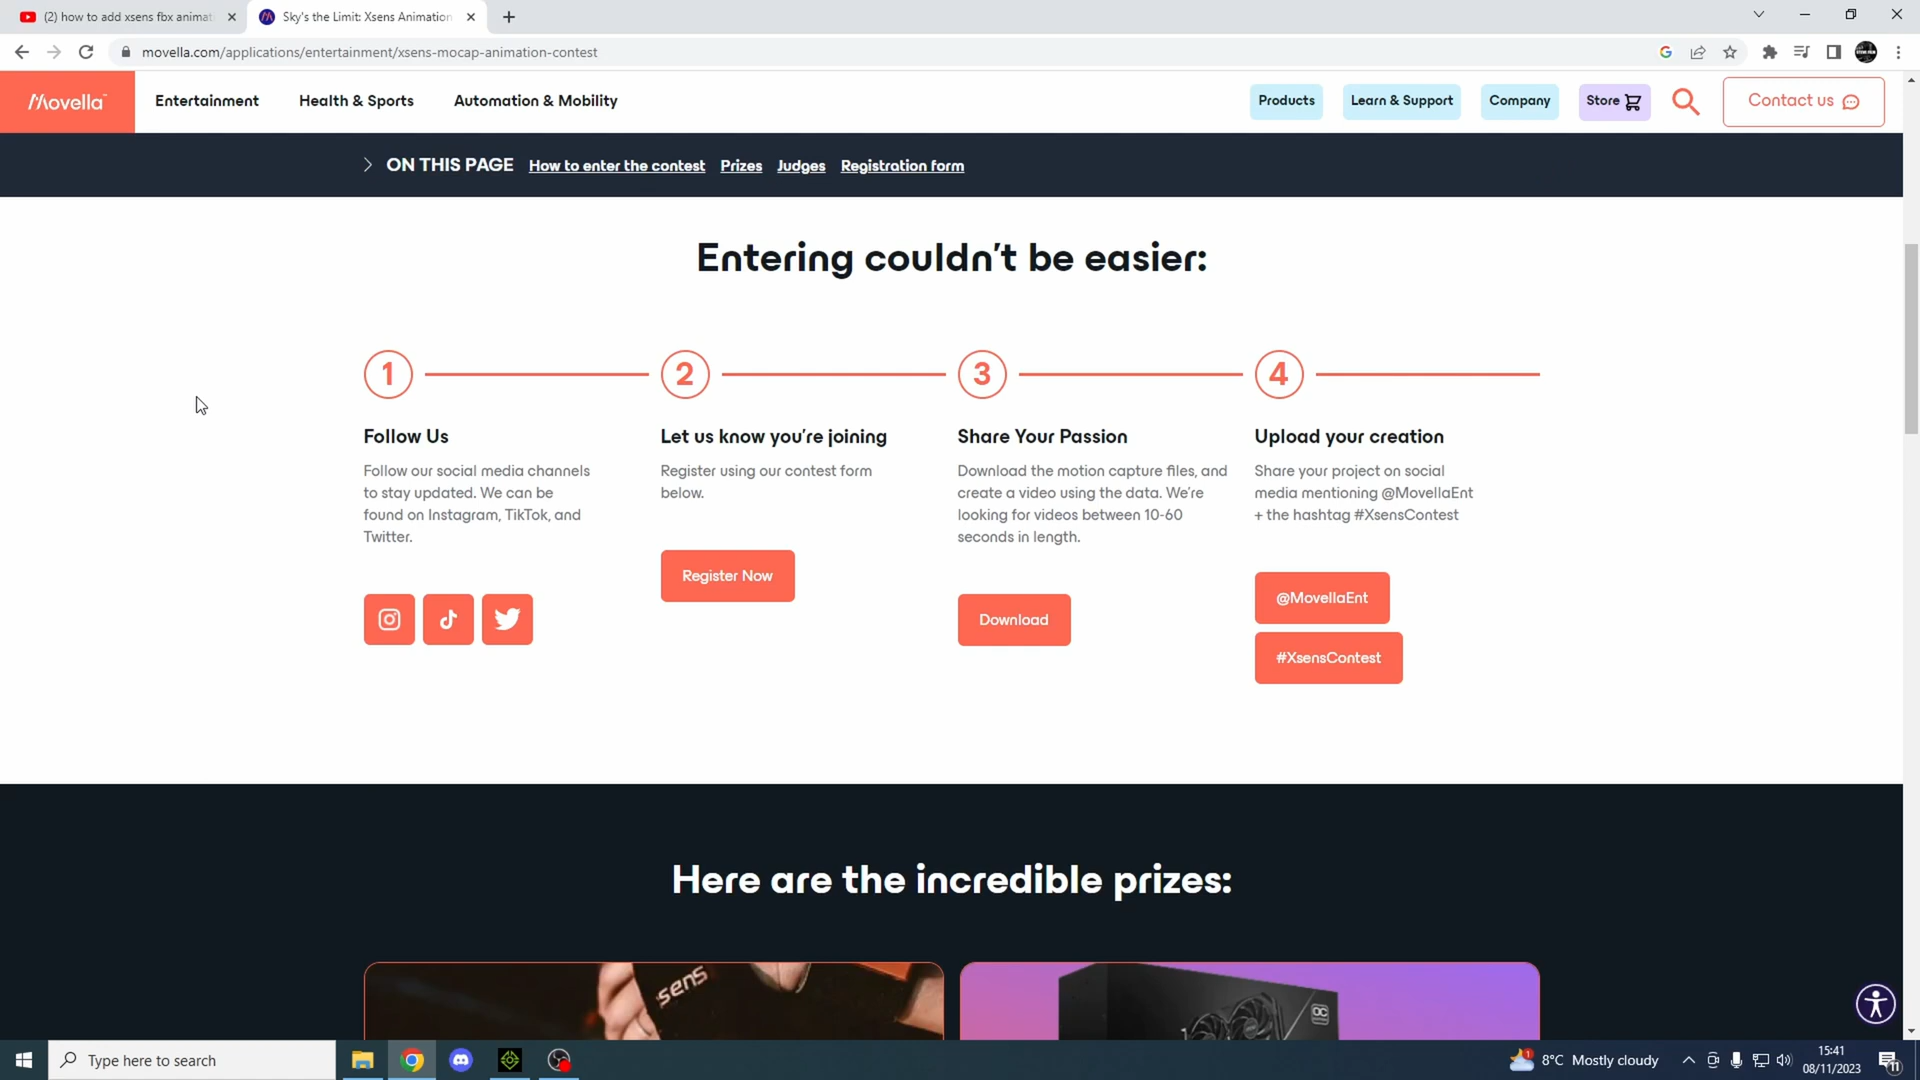 (2) how to add xsens fbx animat
Sky's the Limit: Xsens Animation
movella.com/applications/entertainment/xsens-mocap-animation-contest
Movella
Entertainment
Health & Sports
Automation & Mobility
Products
Learn & Support
Company
Store
Contact us
ON THIS PAGE
How to enter the contest
Prizes
Judges
Registration form
Entering couldn't be easier:
1
2
3
4
Follow Us
Follow our social media channels
to stay updated. We can be
found on Instagram, TikTok, and
Twitter.
Let us know you're joining
Register using our contest form
below.
Register Now
Share Your Passion
Download the motion capture files, and
create a video using the data. We're
looking for videos between 10-60
seconds in length.
Download
Upload your creation
Share your project on social
media mentioning @MovellaEnt
+ the hashtag #XsensContest
@MovellaEnt
#XsensContest
Here are the incredible prizes:
sens
OC
Type here to search
1
8°C Mostly cloudy
15:41
08/11/2023
11